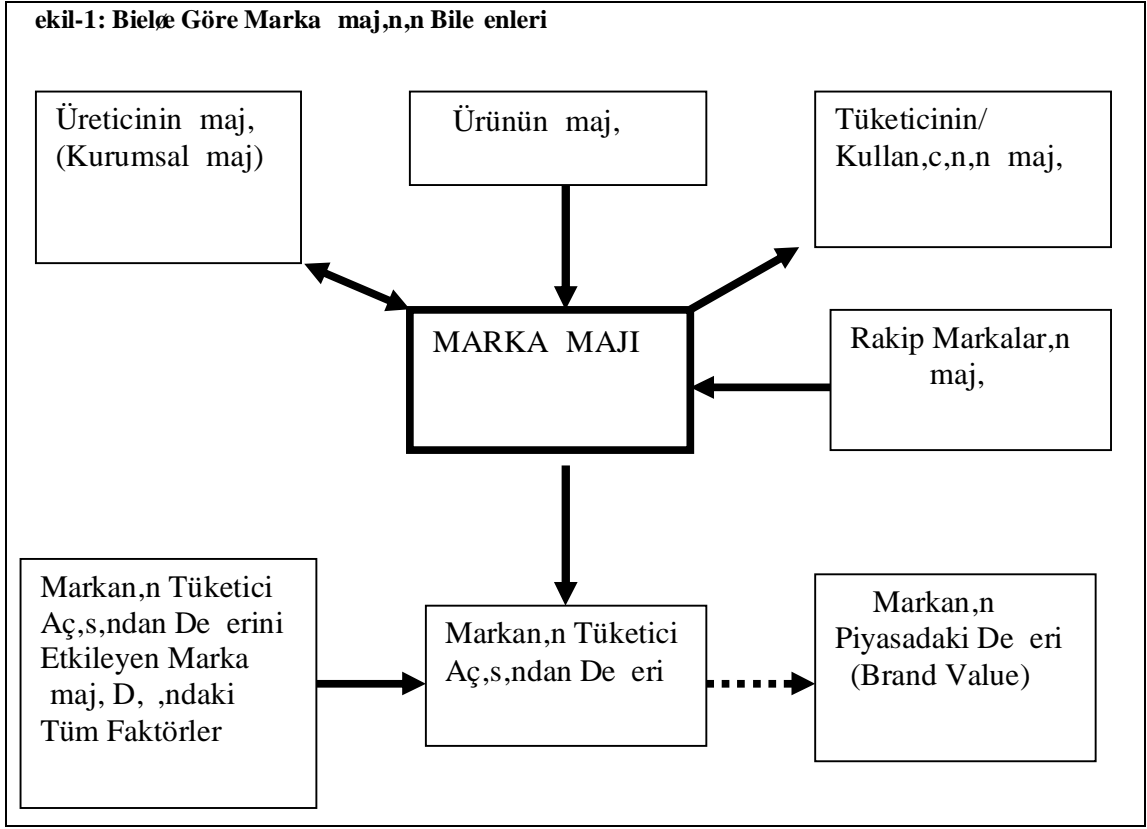 ekil-1: Bieløe Göre Marka maj,n,n Bile enleri
Üreticinin maj,
(Kurumsal maj)
Ürünün maj,
Tüketicinin/
Kullan,c,n,n maj,
MARKA MAJI
Rakip Markalar,n
maj,
Markan,n Tüketici
Aç,s,ndan De erini
Etkileyen Marka
maj, D, ,ndaki
Tüm Faktörler
Markan,n Tüketici
Aç,s,ndan De eri
Markan,n
Piyasadaki De eri
(Brand Value)